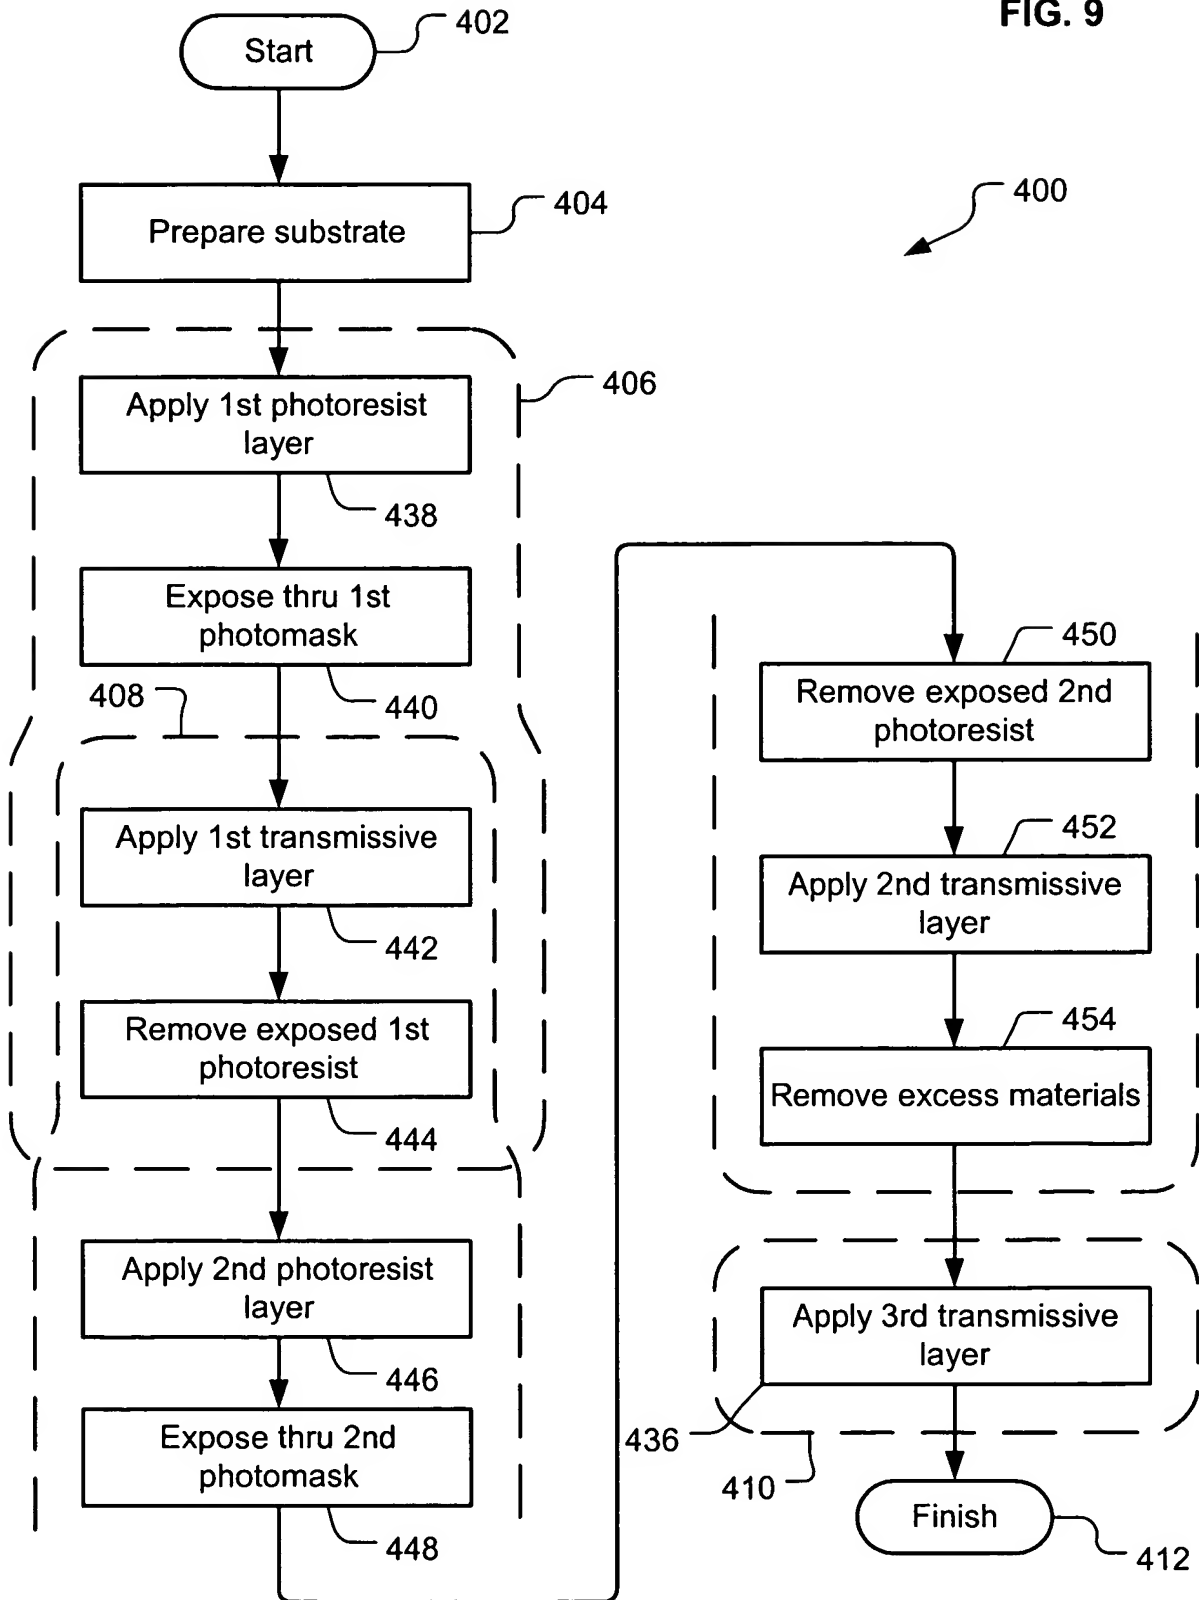 FIG. 9
Start
402
Prepare substrate
404
400
Apply 1st photoresist
layer
406
438
Expose thru 1st
photomask
440
408
Apply 1st transmissive
layer
442
Remove exposed 1st
photoresist
444
Apply 2nd photoresist
layer
446
Expose thru 2nd
photomask
448
450
Remove exposed 2nd
photoresist
452
Apply 2nd transmissive
layer
454
Remove excess materials
Apply 3rd transmissive
layer
436
410
Finish
412